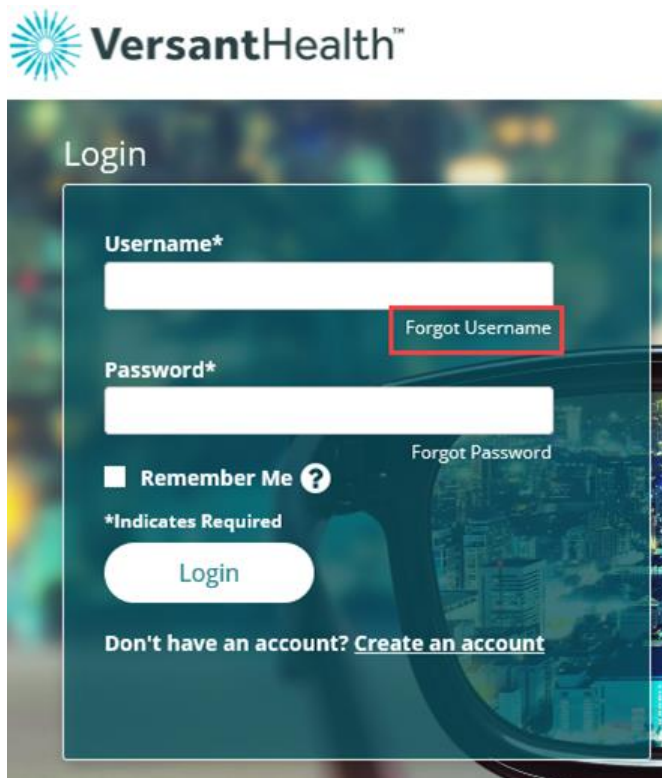 VersantHealth™
Login
Username*
Forgot Username
Password*
Forgot Password
Remember Me ?
*Indicates Required
Login
Don't have an account? Create an account